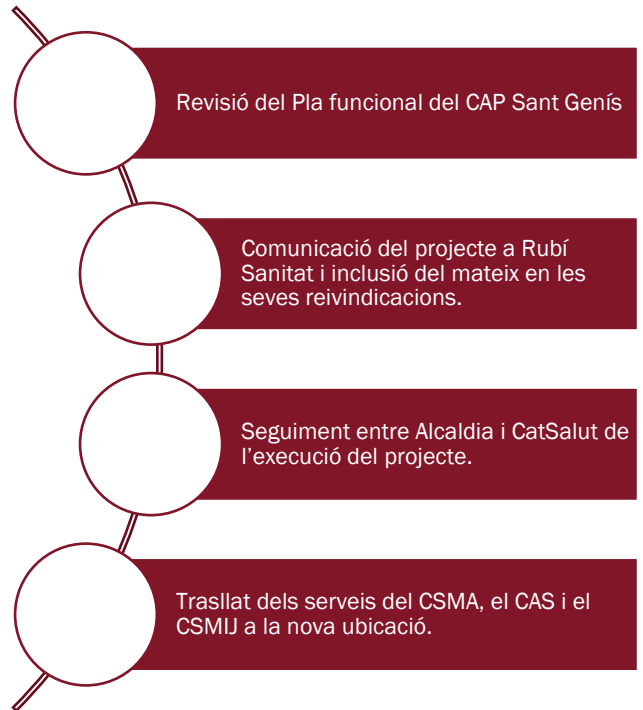 Revisió del Pla funcional del CAP Sant Genís
Comunicació del projecte a Rubí
Sanitat i inclusió del mateix en les
seves reivindicacions.
Seguiment entre Alcaldia i CatSalut de
l’execució del projecte.
Trasllat dels serveis del CSMA, el CAS i el
CSMIJ a la nova ubicació.